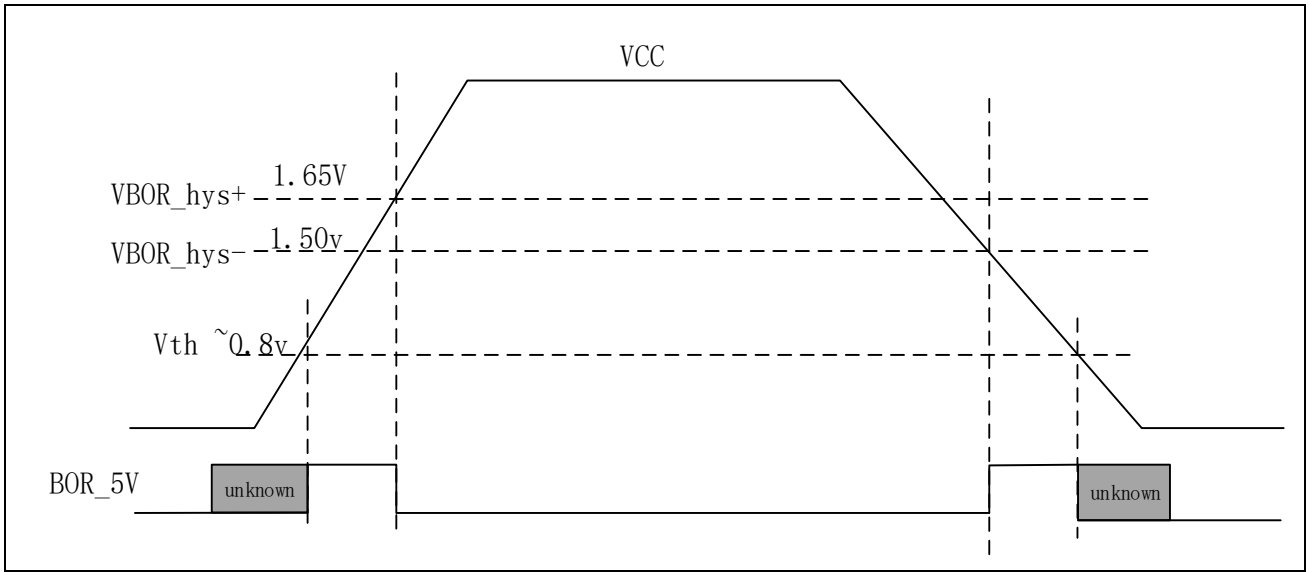 VCC
1.65V
VBOR_hys+
1.50v
VBOR_hys-
Vth ~0.8v
BOR_5V
unknown
unknown